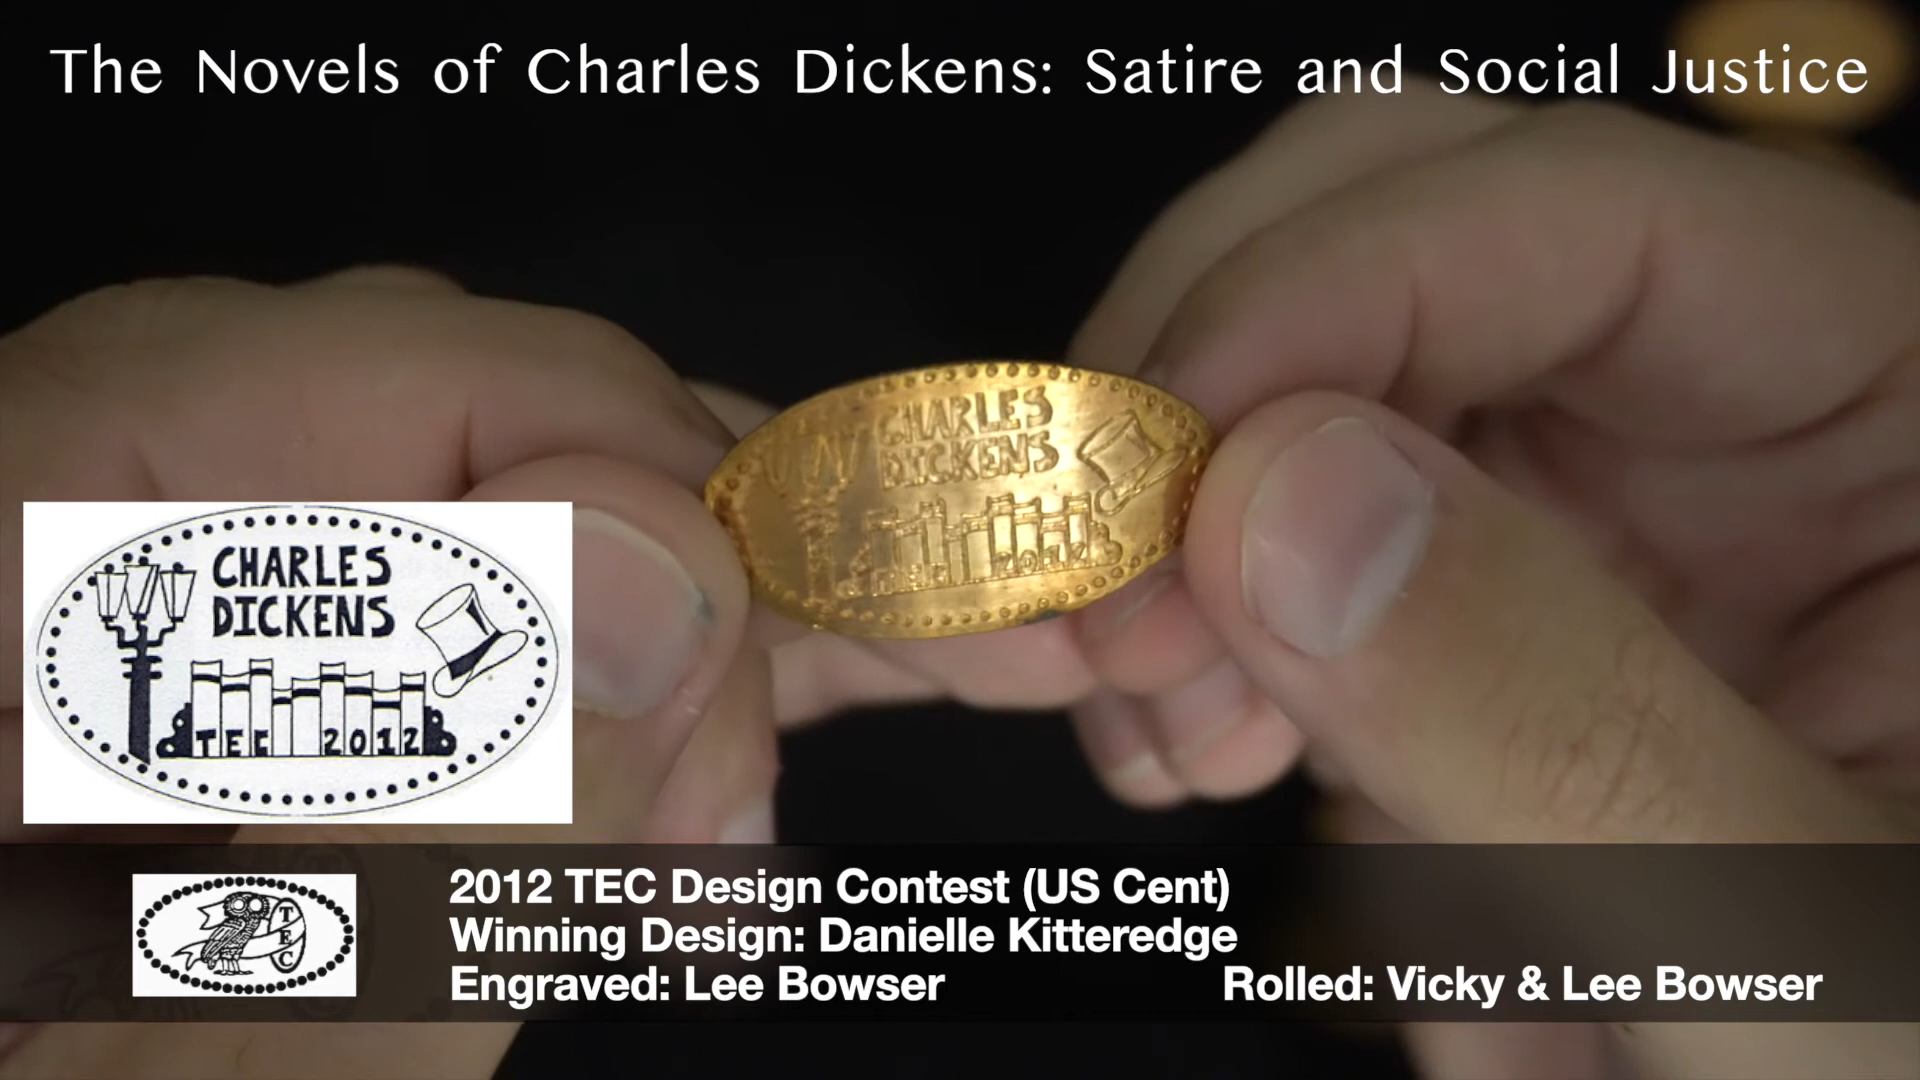 The Novels of Charles Dickens: Satire and Social Justice
CHARLES
DICKENS
2012
CHARLES
DICKENS
TEC 2012
TEC
2012 TEC Design Contest (US Cent)
Winning Design: Danielle Kitteredge
Engraved: Lee Bowser Rolled: Vicky & Lee Bowser